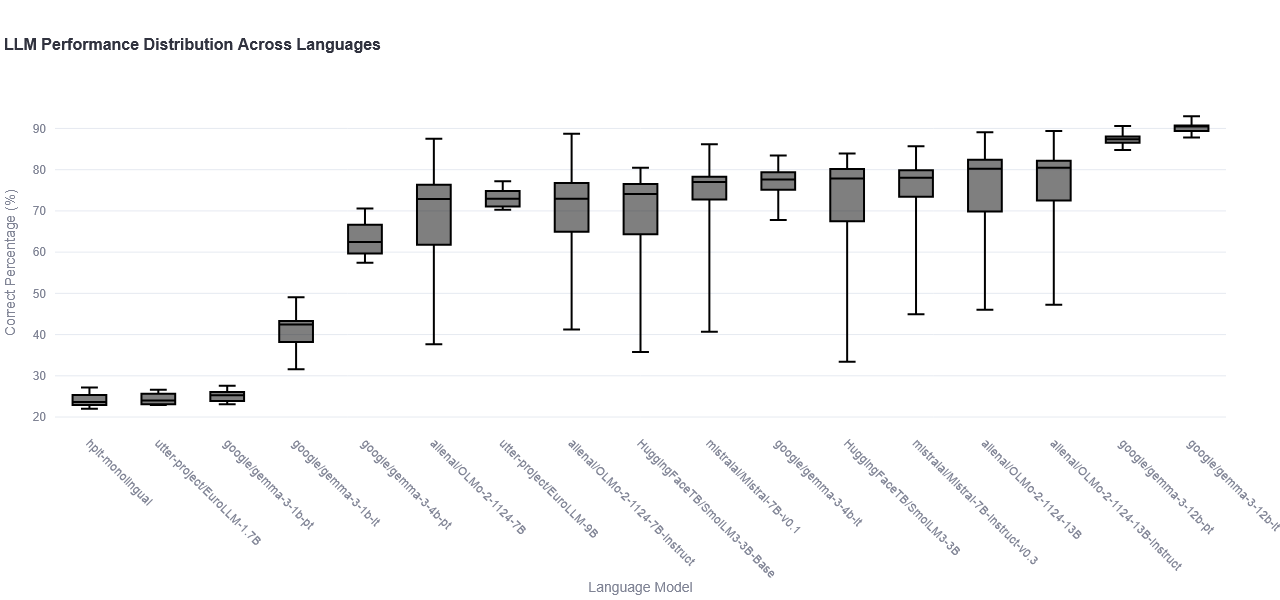 LLM Performance Distribution Across Languages
Correct Percentage (%)
90
80
70
60
50
40
30
20
hplt-monolingual
utter-project/EuroLLM-1.7B
google/gemma-3-1b-pt
google/gemma-3-1b-it
google/gemma-3-4b-pt
allenai/OLMo-2-1124-7B
utter-project/EuroLLM-9B
allenai/OLMo-2-1124-7B-Instruct
HuggingFaceTB/SmolLM3-3B-Base
mistralai/Mistral-7B-v0.1
google/gemma-3-4b-it
HuggingFaceTB/SmolLM3-3B
mistralai/Mistral-7B-Instruct-v0.3
allenai/OLMo-2-1124-13B
allenai/OLMo-2-1124-13B-Instruct
google/gemma-3-12b-pt
google/gemma-3-12b-it
Language Model